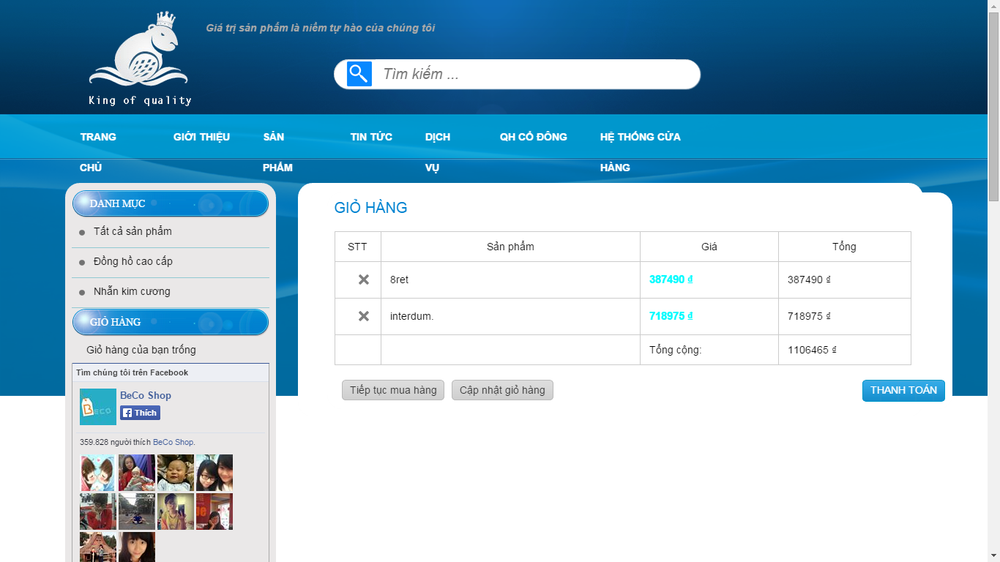 Giá trị sản phẩm là niềm tự hào của chúng tôi
Tìm kiếm ...
King of quality
TRANG CHỦ
GIỚI THIỆU
SẢN PHẨM
TIN TỨC
DỊCH VỤ
QH CỔ ĐÔNG
HỆ THỐNG CỬA HÀNG
DANH MỤC
Tất cả sản phẩm
Đồng hồ cao cấp
Nhẫn kim cương
GIỎ HÀNG
Giỏ hàng của bạn trống
Tìm chúng tôi trên Facebook
BeCo
BeCo Shop
Thích
359.828 người thích BeCo Shop.
GIỎ HÀNG
STT Sản phẩm Giá Tổng
8ret 387490 ₫ 387490 ₫
interdum. 718975 ₫ 718975 ₫
Tổng cộng: 1106465 ₫
Tiếp tục mua hàng Cập nhật giỏ hàng THANH TOÁN